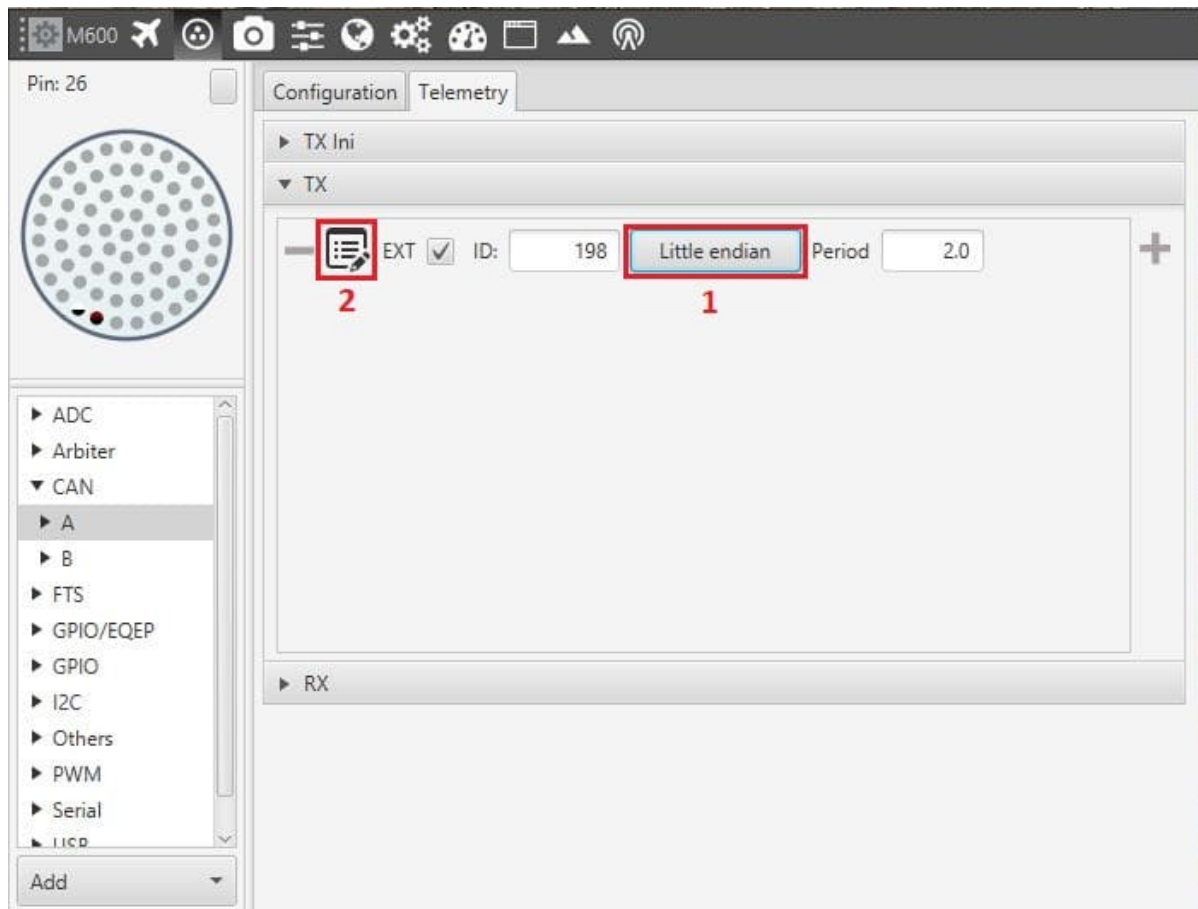 M600
Pin: 26
Configuration Telemetry
TX Ini
TX
EXT ID: 198 Little endian Period 2.0
2 1
ADC
Arbiter
CAN
A
B
FTS
GPIO/EQEP
GPIO
I2C
Others
PWM
Serial
USB
Add
RX